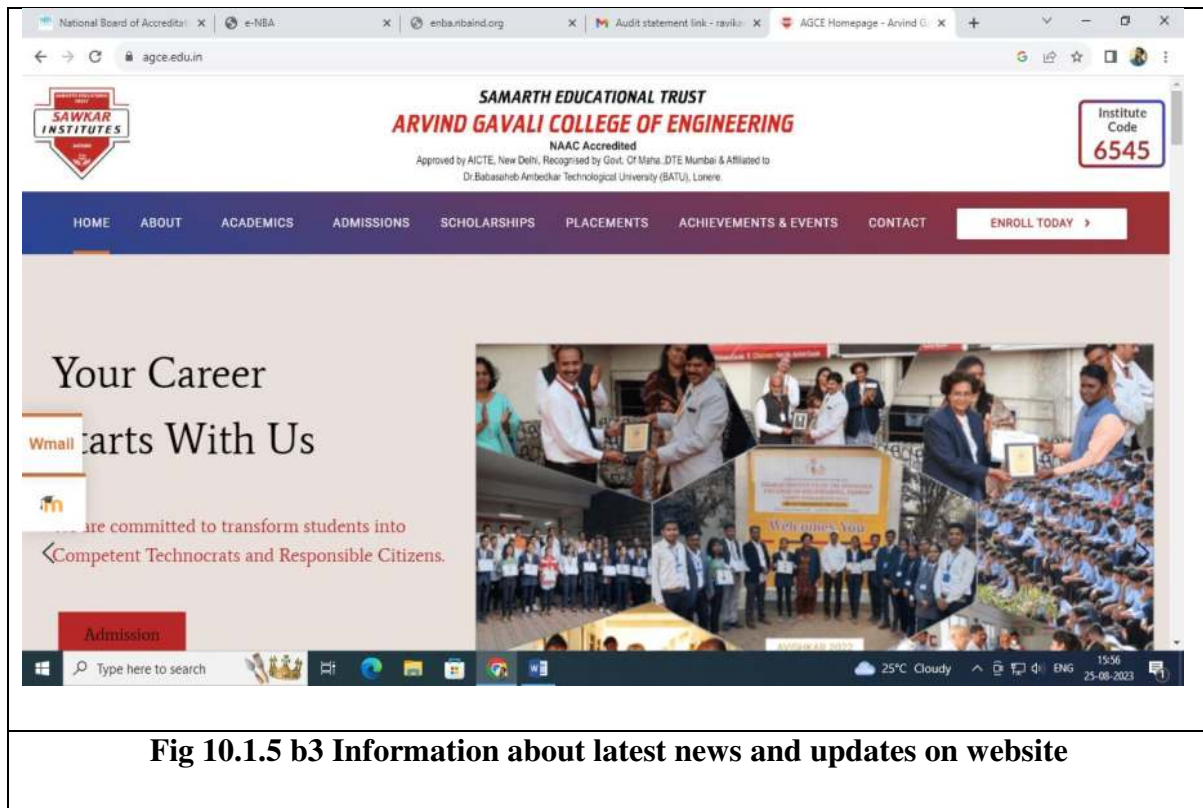 National Board of Accreditat
e-NBA
enba.nbaind.org
Audit statement link - ravika
AGCE Homepage - Arvind G
agce.edu.in
SAWKAR
INSTITUTES
SAMARTH EDUCATIONAL TRUST
ARVIND GAVALI COLLEGE OF ENGINEERING
NAAC Accredited
Approved by AICTE, New Delhi, Recognised by Govt. Of Maha.,DTE Mumbai & Affiliated to
Dr.Babasaheb Ambedkar Technological University (BATU), Lonere.
Institute
Code
6545
HOME ABOUT ACADEMICS ADMISSIONS SCHOLARSHIPS PLACEMENTS ACHIEVEMENTS & EVENTS CONTACT ENROLL TODAY >
Your Career
tarts With Us
Wmail
We are committed to transform students into
Competent Technocrats and Responsible Citizens.
Admission
Welcomes You
AVISHKAR 2022
Type here to search
25°C Cloudy
ENG
15:56
25-08-2023
Fig 10.1.5 b3 Information about latest news and updates on website